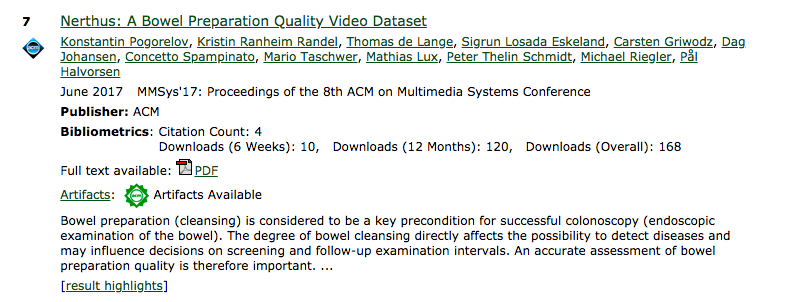 7 Nerthus: A Bowel Preparation Quality Video Dataset
acm Konstantin Pogorelov, Kristin Ranheim Randel, Thomas de Lange, Sigrun Losada Eskeland, Carsten Griwodz, Dag
Johansen, Concetto Spampinato, Mario Taschwer, Mathias Lux, Peter Thelin Schmidt, Michael Riegler, Pål
Halvorsen
June 2017 MMSys'17: Proceedings of the 8th ACM on Multimedia Systems Conference
Publisher: ACM
Bibliometrics: Citation Count: 4
Downloads (6 Weeks): 10, Downloads (12 Months): 120, Downloads (Overall): 168
Full text available: PDF
Artifacts: acm Artifacts Available
Bowel preparation (cleansing) is considered to be a key precondition for successful colonoscopy (endoscopic
examination of the bowel). The degree of bowel cleansing directly affects the possibility to detect diseases and
may influence decisions on screening and follow-up examination intervals. An accurate assessment of bowel
preparation quality is therefore important. ...
[result highlights]